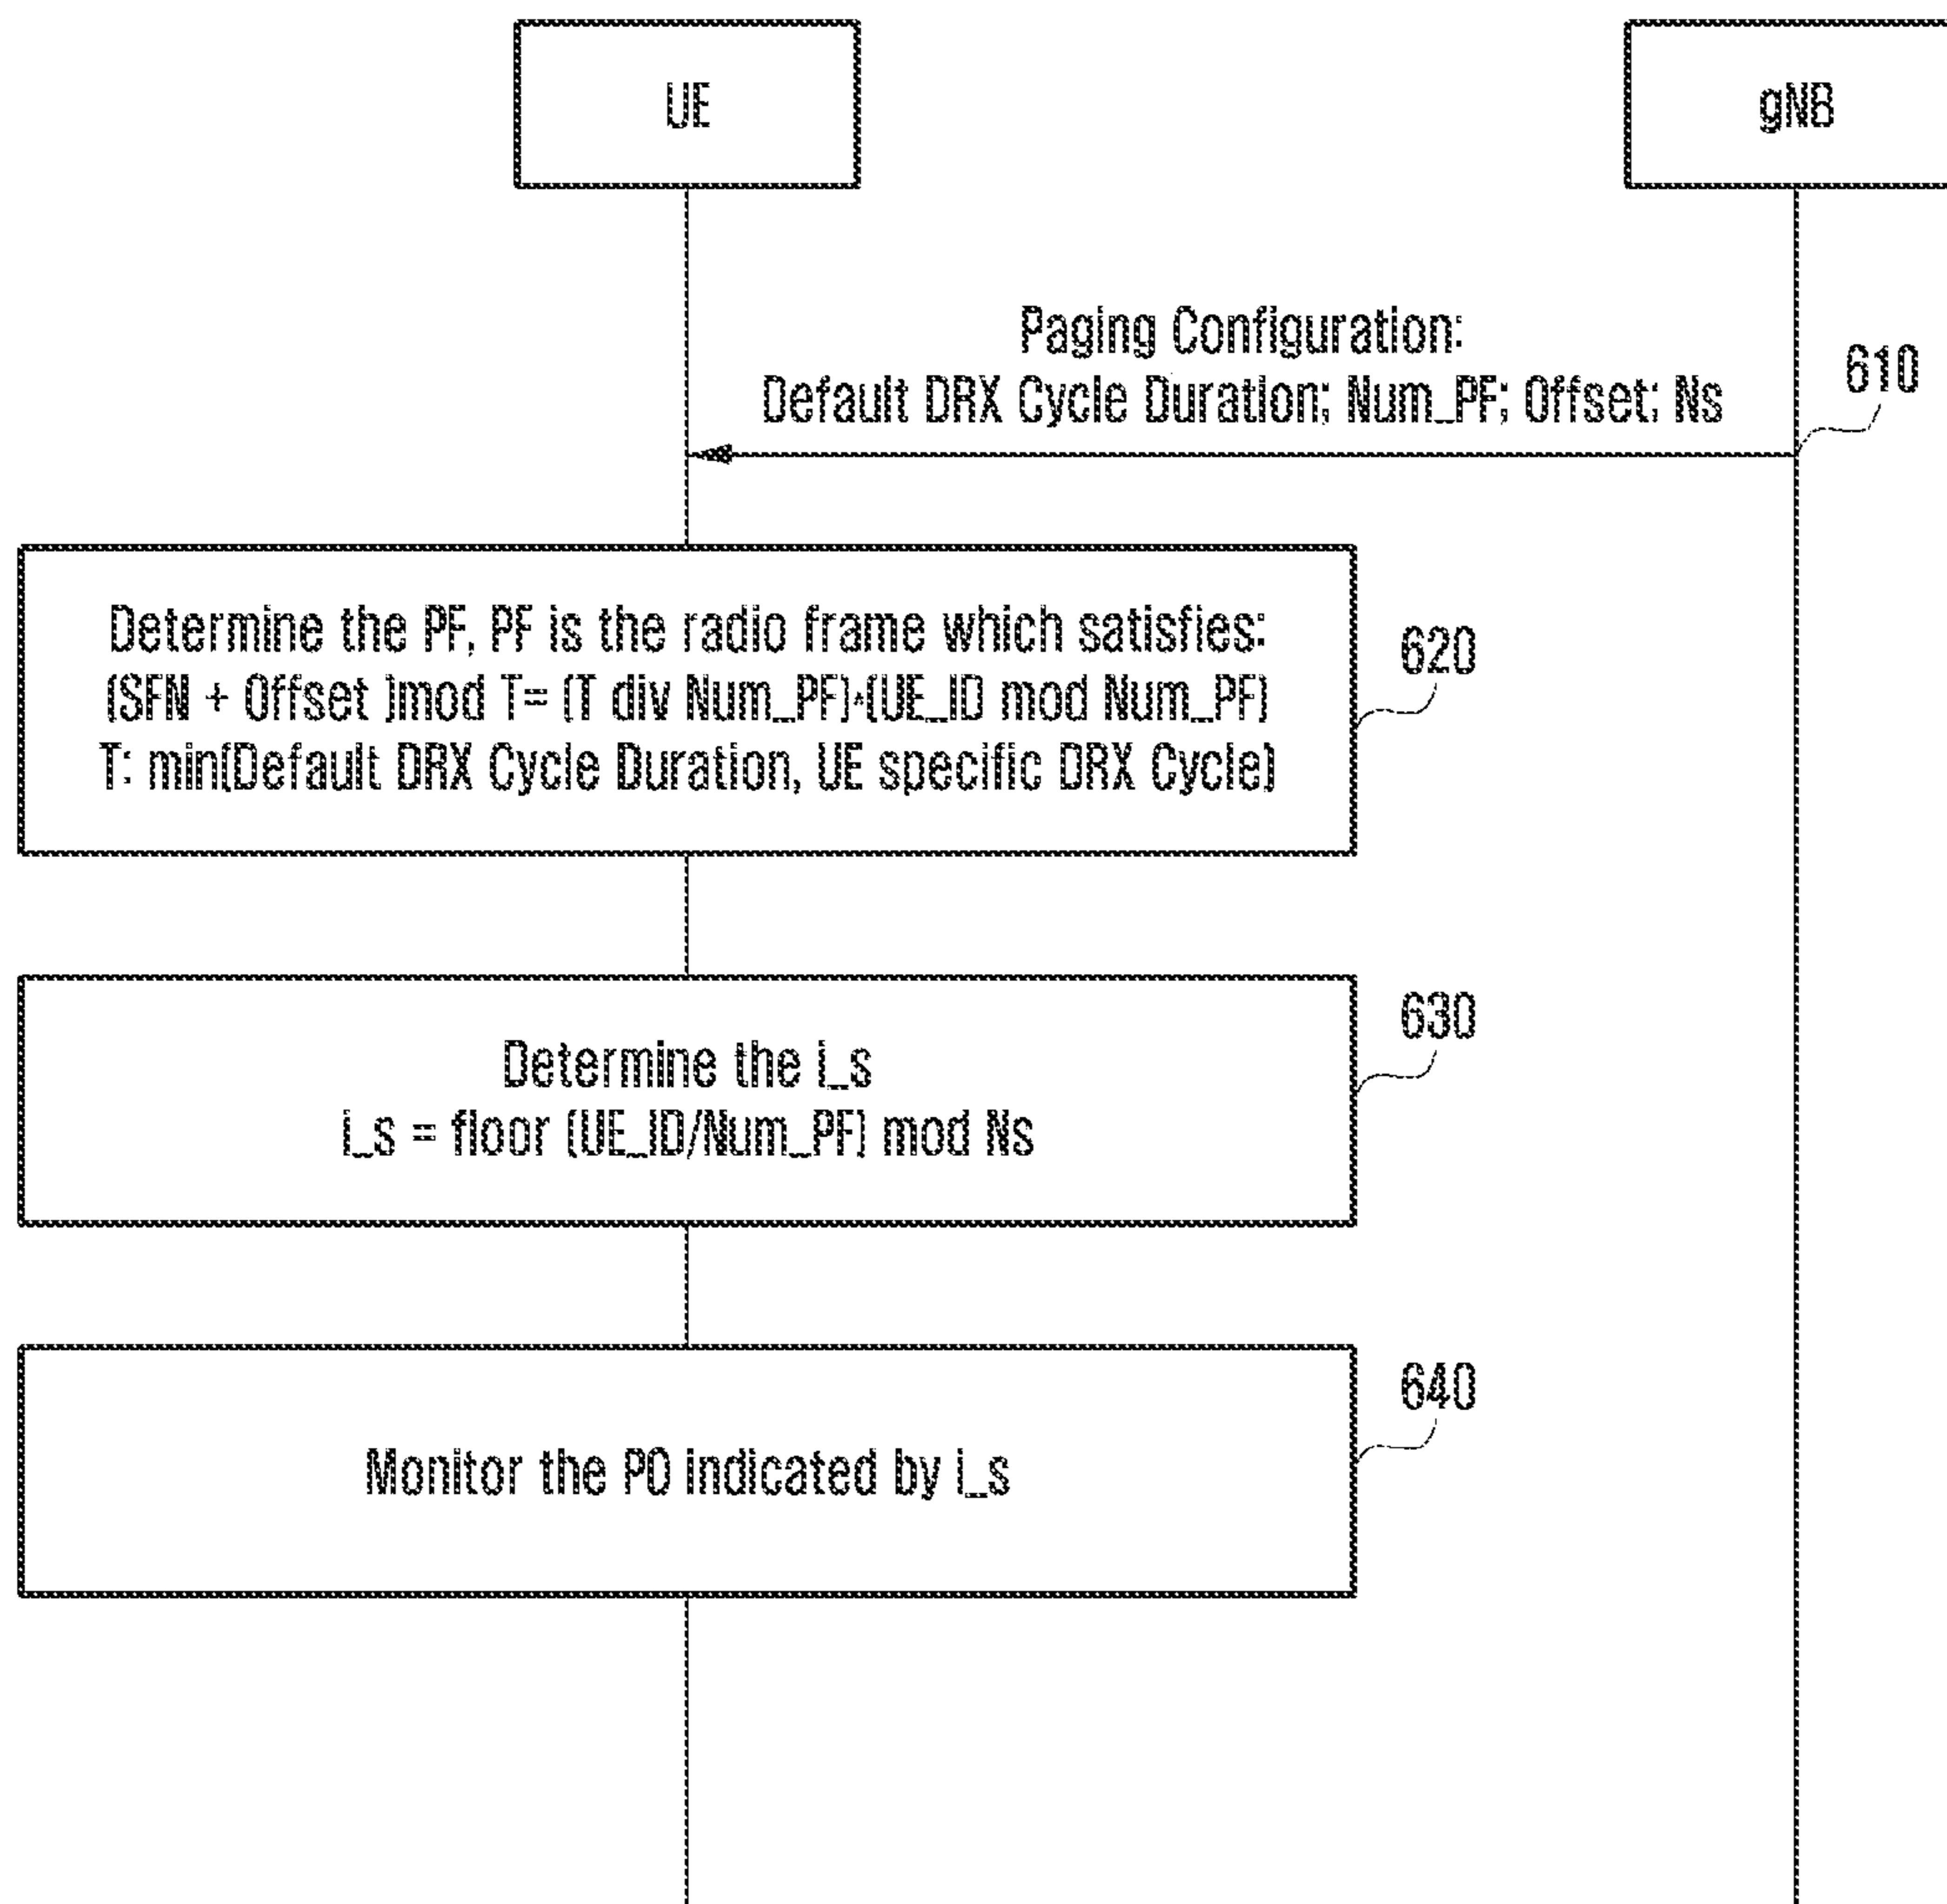 UE
gNB
Paging Configuration:
Default DRX Cycle Duration; Num_PF; Offset; Ns
610
Determine the PF, PF is the radio frame which satisfies:
(SFN + Offset )mod T= (T div Num_PF)*(UE_ID mod Num_PF)
T: min(Default DRX Cycle Duration, UE specific DRX Cycle)
620
Determine the i_s
i_s = floor (UE_ID/Num_PF) mod Ns
630
Monitor the PO indicated by i_s
640